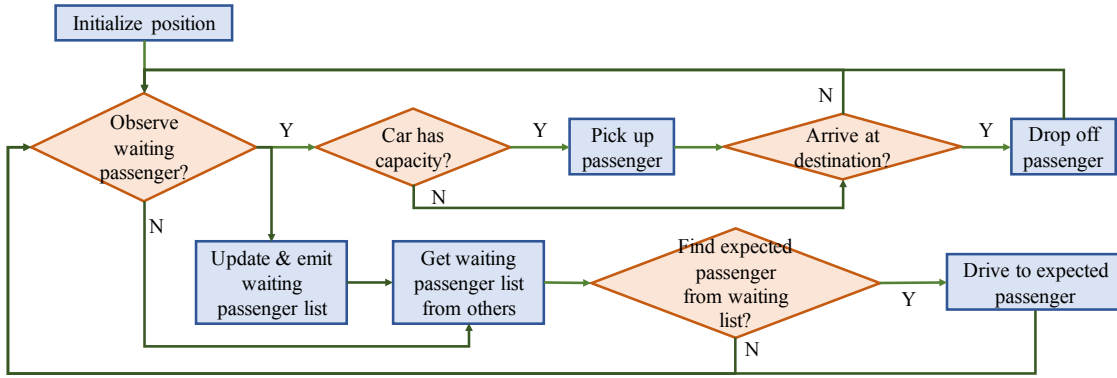 Initialize position
N
Observe
waiting
passenger?
Y
Car has
capacity?
Y
Pick up
passenger
Arrive at
destination?
Y
Drop off
passenger
N
N
Update & emit
waiting
passenger list
Get waiting
passenger list
from others
Find expected
passenger
from waiting
list?
Y
Drive to expected
passenger
N